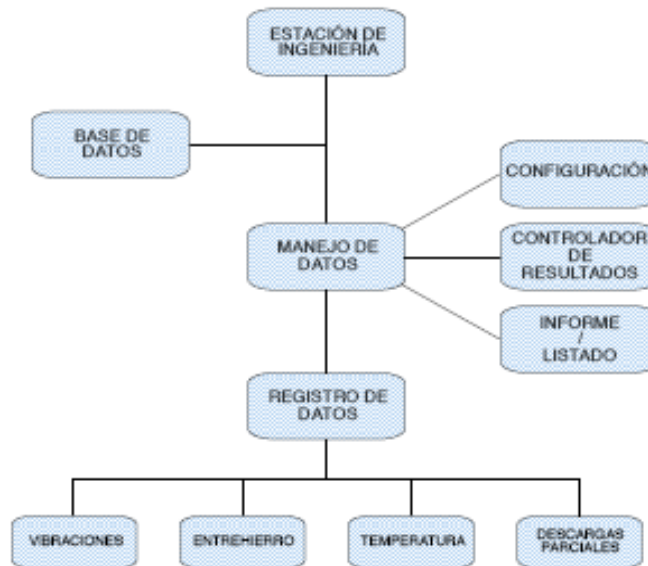 ESTACIÓN DE
INGENIERÍA
BASE DE
DATOS
CONFIGURACIÓN
MANEJO DE
DATOS
CONTROLADOR
DE
RESULTADOS
INFORME
/
LISTADO
REGISTRO DE
DATOS
VIBRACIONES
ENTREHIERRO
TEMPERATURA
DESCARGAS
PARCIALES